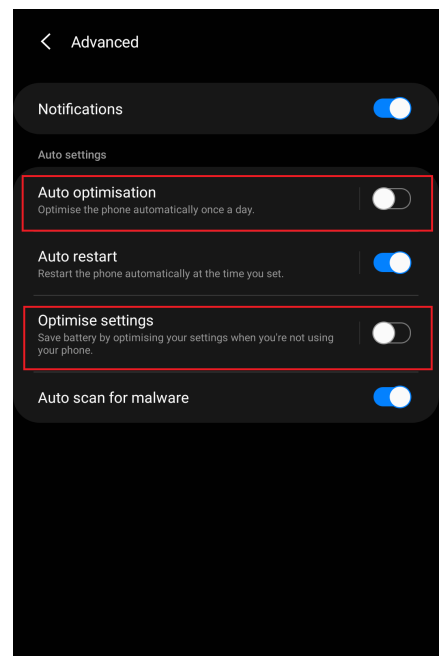 Advanced
Notifications
Auto settings
Auto optimisation
Optimise the phone automatically once a day.
Auto restart
Restart the phone automatically at the time you set.
Optimise settings
Save battery by optimising your settings when you're not using
your phone.
Auto scan for malware